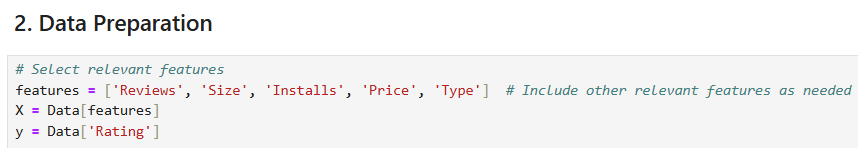 2. Data Preparation
# Select relevant features
features = ['Reviews', 'Size', 'Installs', 'Price', 'Type']  # Include other relevant features as needed
X = Data[features]
y = Data['Rating']